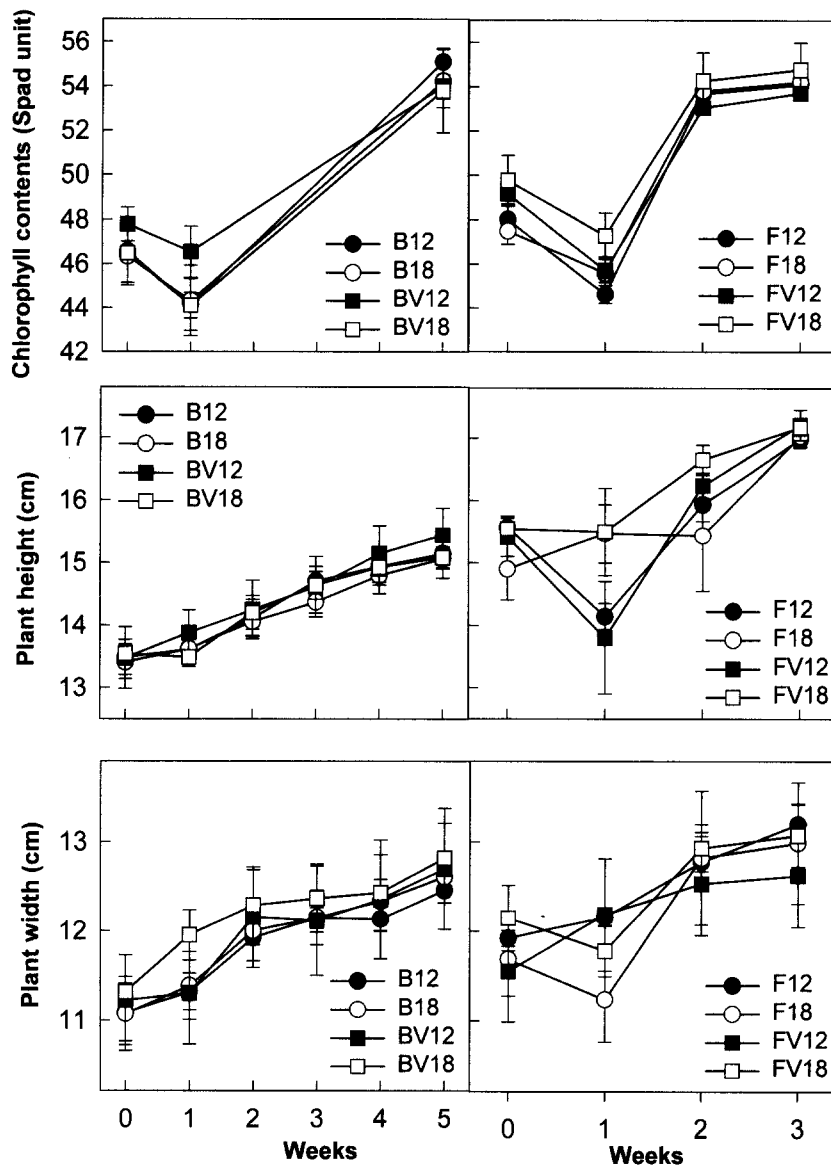 Chlorophyll contents (Spad unit)
56
54
52
50
48
46
44
42
B12
B18
BV12
BV18
F12
F18
FV12
FV18
Plant height (cm)
17
16
15
14
13
B12
B18
BV12
BV18
F12
F18
FV12
FV18
Plant width (cm)
13
12
11
B12
B18
BV12
BV18
F12
F18
FV12
FV18
0 1 2 3 4 5
0 1 2 3
Weeks
Weeks